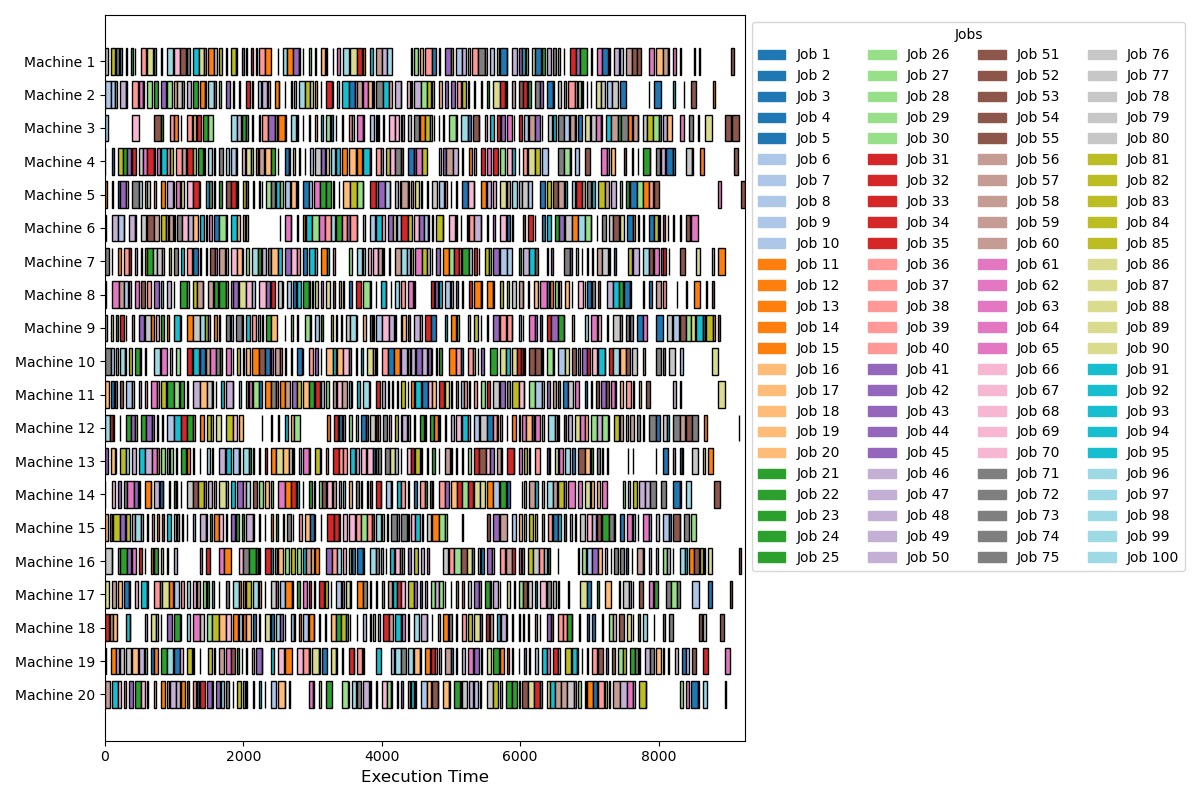 Machine 1
Machine 2
Machine 3
Machine 4
Machine 5
Machine 6
Machine 7
Machine 8
Machine 9
Machine 10
Machine 11
Machine 12
Machine 13
Machine 14
Machine 15
Machine 16
Machine 17
Machine 18
Machine 19
Machine 20
0 2000 4000 6000 8000
Execution Time
Jobs
Job 1 Job 26 Job 51 Job 76
Job 2 Job 27 Job 52 Job 77
Job 3 Job 28 Job 53 Job 78
Job 4 Job 29 Job 54 Job 79
Job 5 Job 30 Job 55 Job 80
Job 6 Job 31 Job 56 Job 81
Job 7 Job 32 Job 57 Job 82
Job 8 Job 33 Job 58 Job 83
Job 9 Job 34 Job 59 Job 84
Job 10 Job 35 Job 60 Job 85
Job 11 Job 36 Job 61 Job 86
Job 12 Job 37 Job 62 Job 87
Job 13 Job 38 Job 63 Job 88
Job 14 Job 39 Job 64 Job 89
Job 15 Job 40 Job 65 Job 90
Job 16 Job 41 Job 66 Job 91
Job 17 Job 42 Job 67 Job 92
Job 18 Job 43 Job 68 Job 93
Job 19 Job 44 Job 69 Job 94
Job 20 Job 45 Job 70 Job 95
Job 21 Job 46 Job 71 Job 96
Job 22 Job 47 Job 72 Job 97
Job 23 Job 48 Job 73 Job 98
Job 24 Job 49 Job 74 Job 99
Job 25 Job 50 Job 75 Job 100